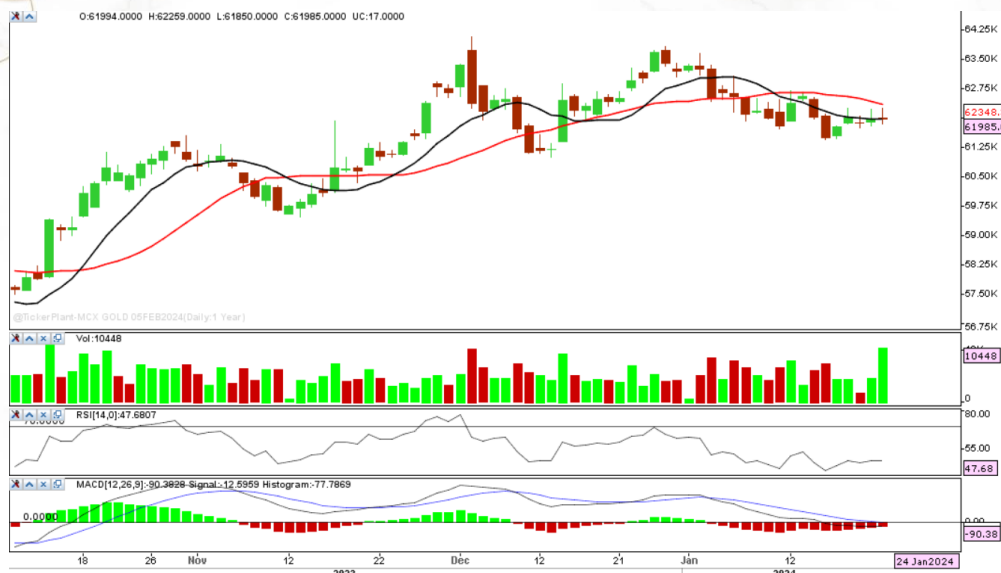 O:61994.0000 H:62259.0000 L:61850.0000 C:61985.0000 UC:17.0000
64.25K
63.50K
62.75K
62348.
61985.
61.25K
60.50K
59.75K
59.00K
58.25K
57.50K
56.75K
@TickerPlant-MCX GOLD 05FEB2024(Daily:1 Year)
Vol:10448
10448
0
RSI[14,0]:47.6807
70.0000
80.00
55.00
47.68
MACD[12,26,9]:-90.3828 Signal:-12.5959 Histogram:-77.7869
0.0000
0.00
-90.38
18 26 Nov 12 22 Dec 12 21 Jan 12 24 Jan2024